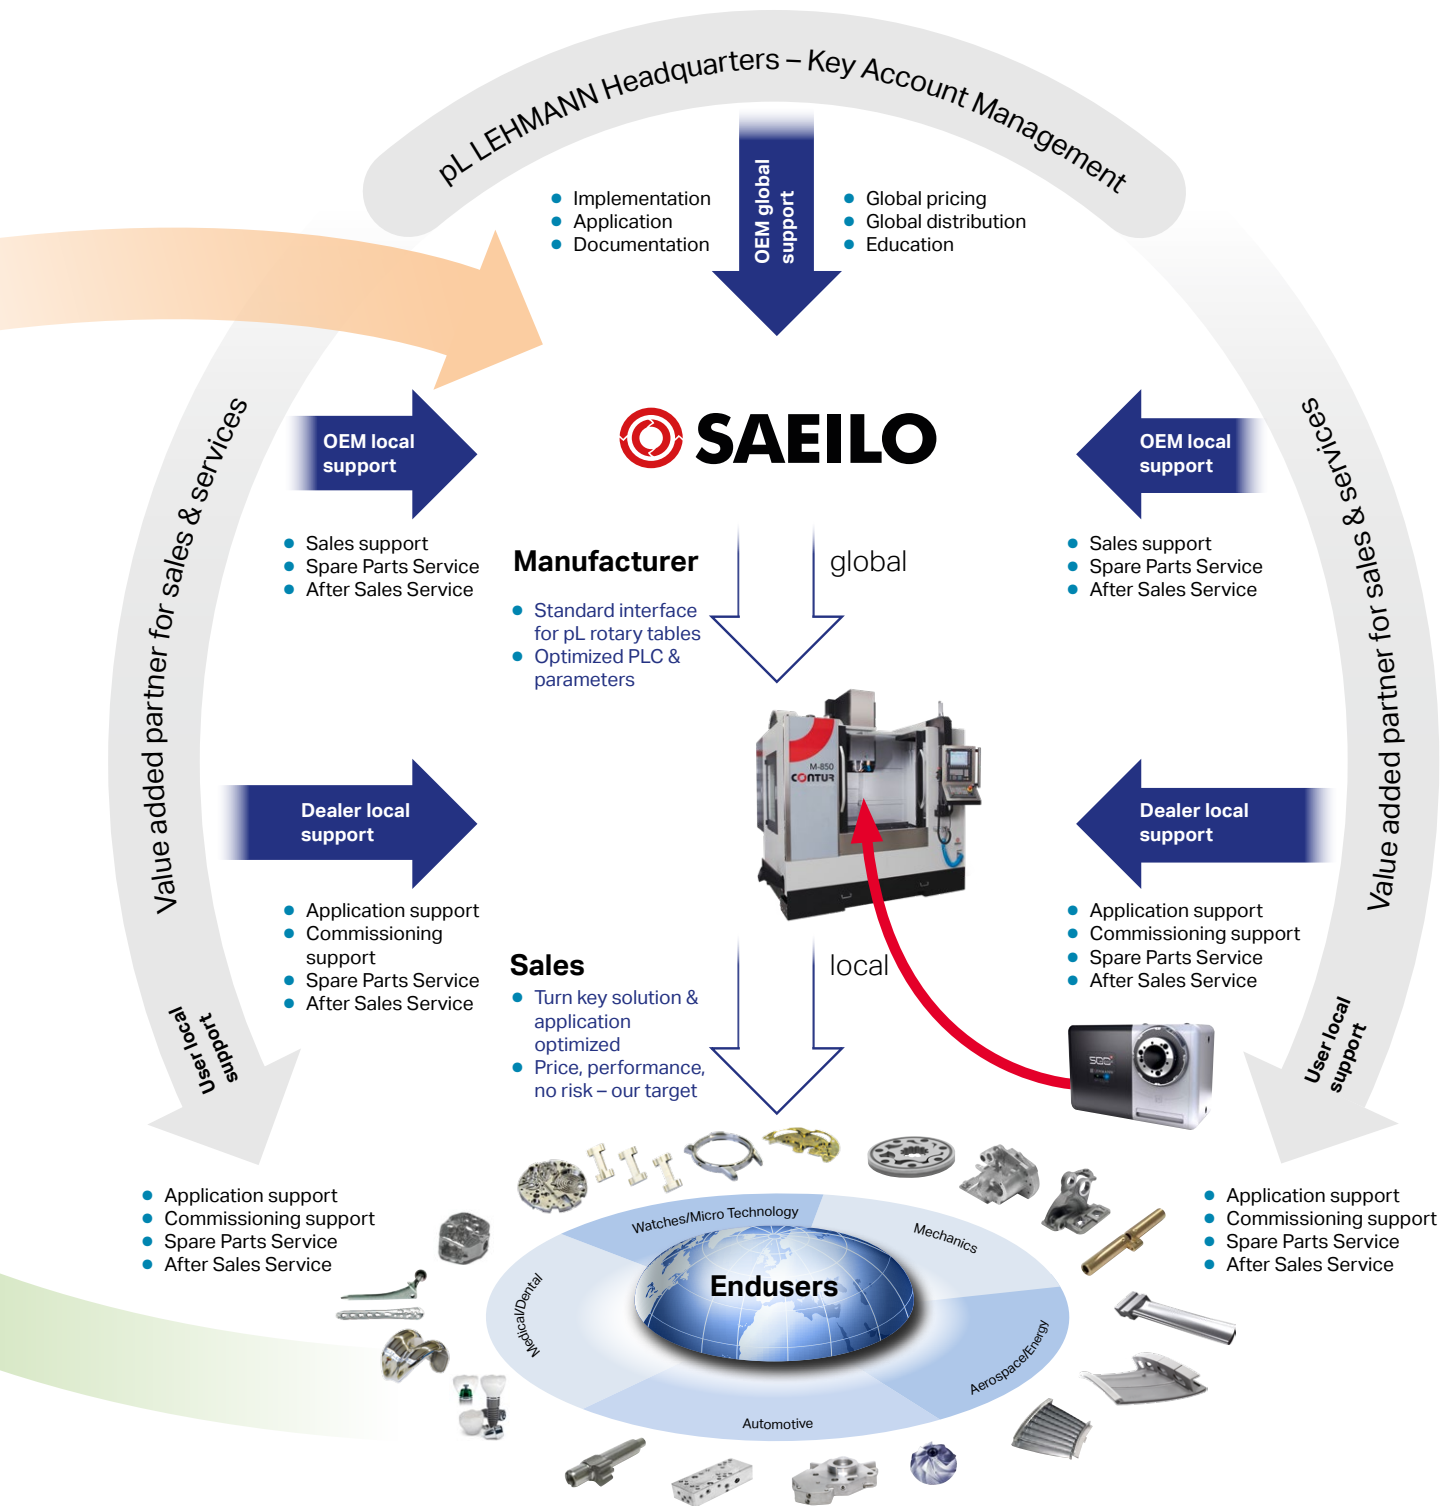 pL LEHMANN Headquarters – Key Account Management
OEM global
support
Implementation
Application
Documentation
Global pricing
Global distribution
Education
SAEILO
Value added partner for sales & services
Value added partner for sales & services
OEM local
support
Sales support
Spare Parts Service
After Sales Service
OEM local
support
Sales support
Spare Parts Service
After Sales Service
Manufacturer
global
Standard interface
for pL rotary tables
Optimized PLC &
parameters
M-850
CONTUR
Dealer local
support
Application support
Commissioning
support
Spare Parts Service
After Sales Service
Dealer local
support
Application support
Commissioning support
Spare Parts Service
After Sales Service
Sales
local
Turn key solution &
application
optimized
Price, performance,
no risk – our target
User local
support
User local
support
Application support
Commissioning support
Spare Parts Service
After Sales Service
Application support
Commissioning support
Spare Parts Service
After Sales Service
Watches/Micro Technology
Mechanics
Medical/Dental
Endusers
Aerospace/Energy
Automotive